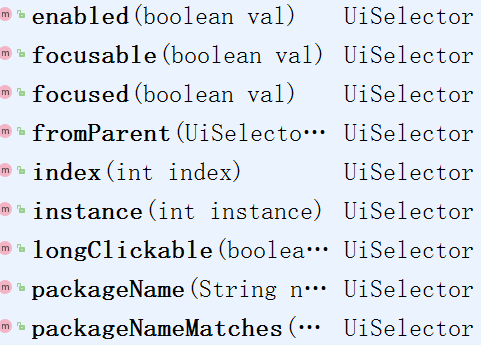 enabled(boolean val) UiSelector
focusable(boolean val) UiSelector
focused(boolean val) UiSelector
fromParent(UiSelecto… UiSelector
index(int index) UiSelector
instance(int instance) UiSelector
longClickable(boolea… UiSelector
packageName(String n… UiSelector
packageNameMatches(… UiSelector